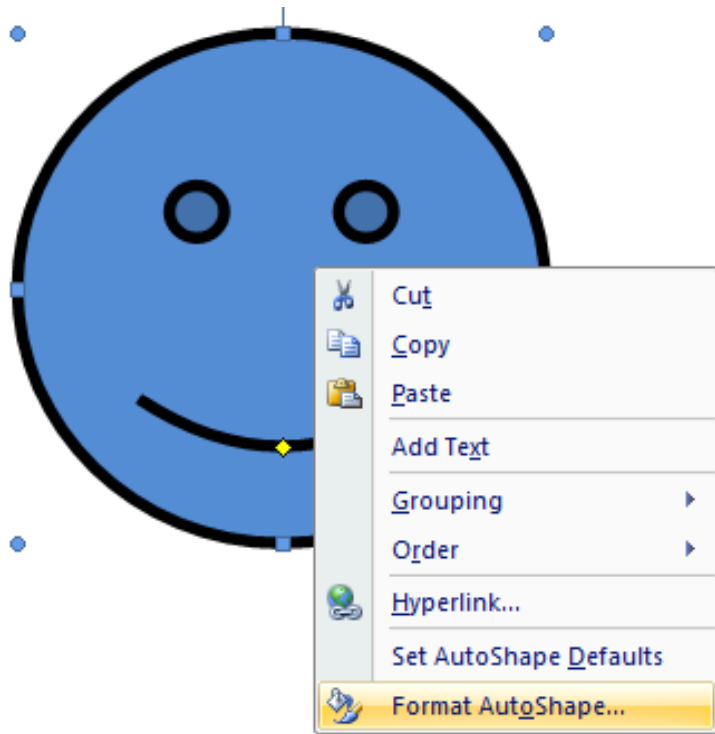 Cut
Copy
Paste
Add Text
Grouping
Order
Hyperlink...
Set AutoShape Defaults
Format AutoShape...